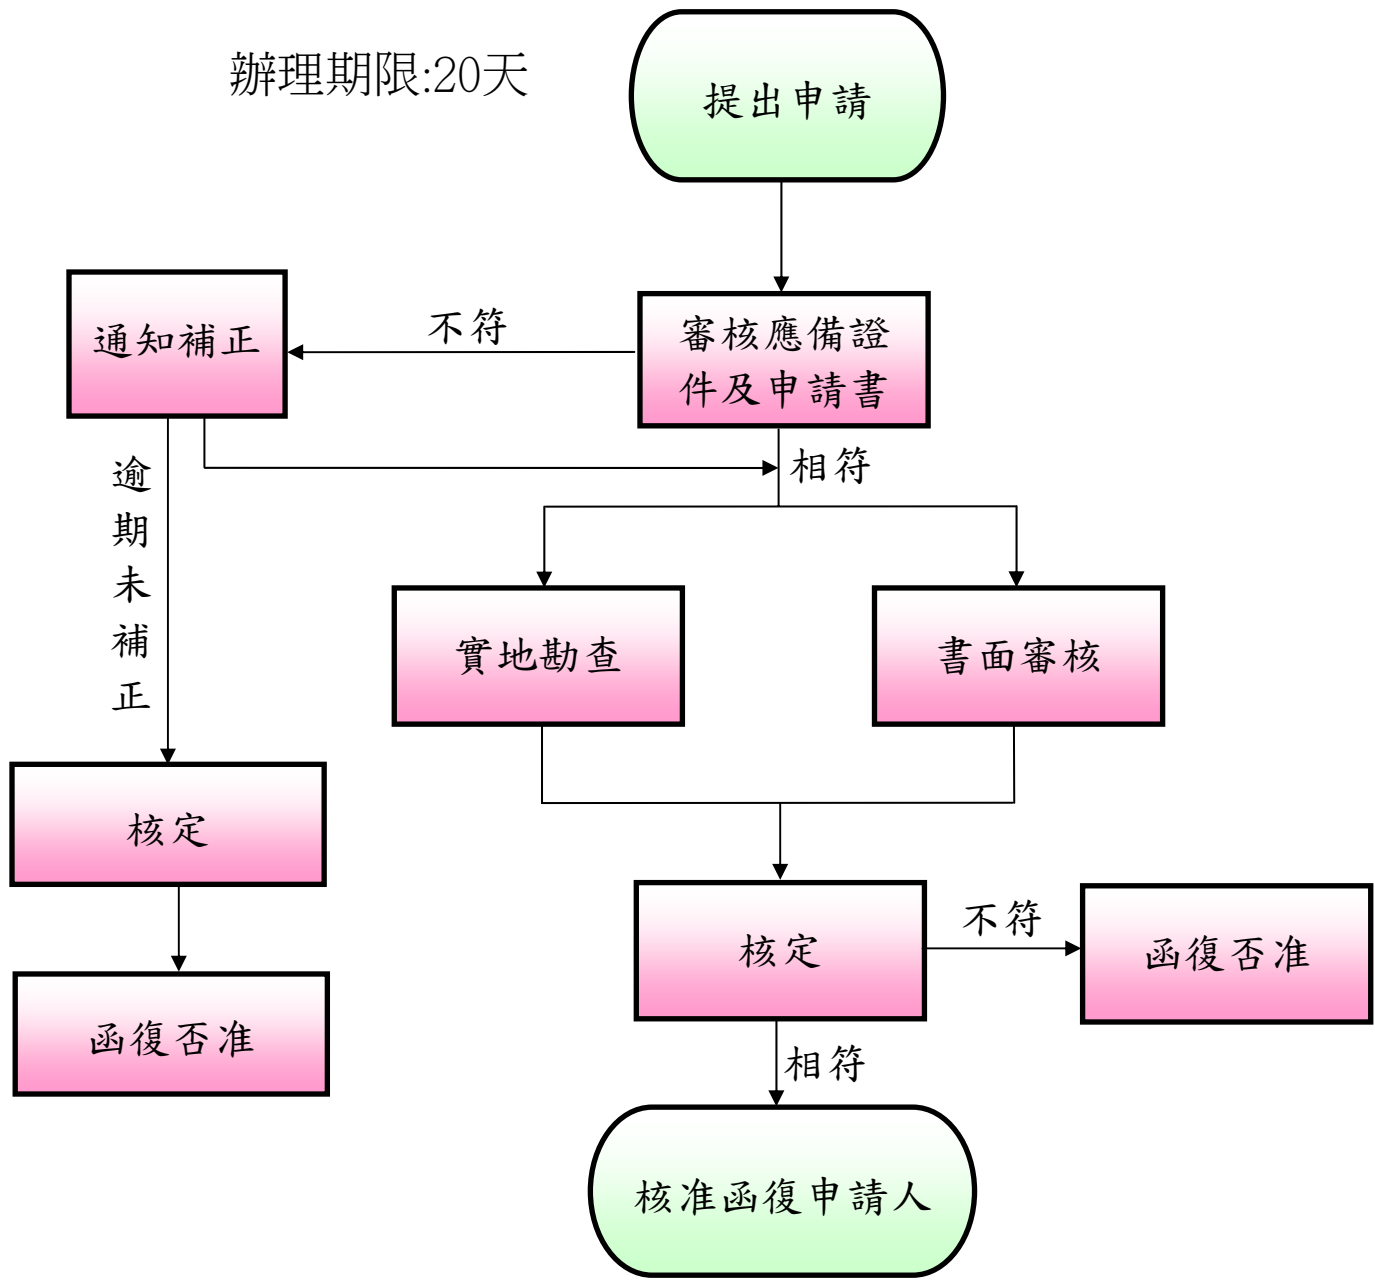 辦理期限:20天
提出申請
通知補正
不符
審核應備證
件及申請書
相符
逾
期
未
補
正
實地勘查
書面審核
核定
函復否准
核定
不符
函復否准
相符
核准函復申請人